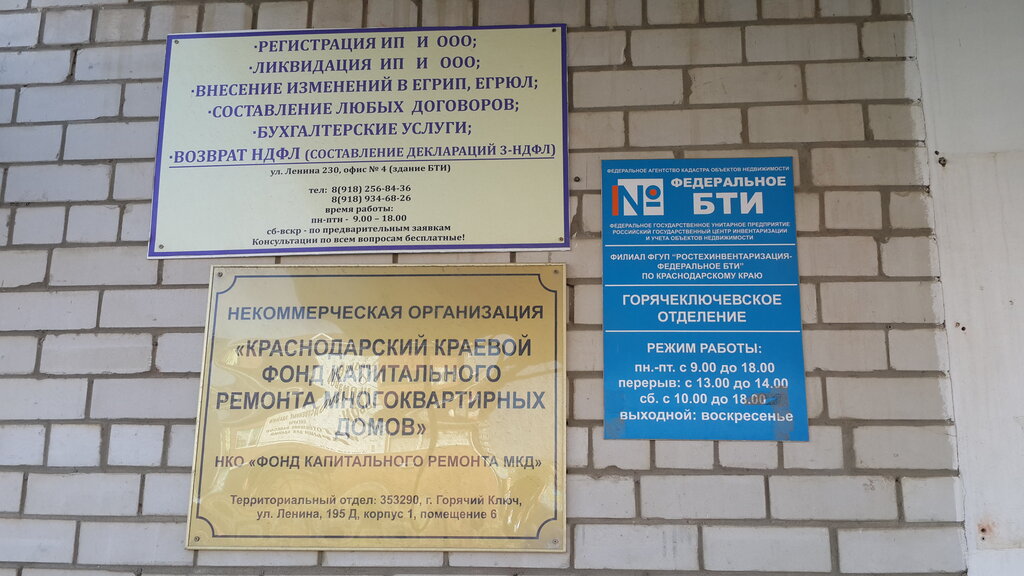 ·РЕГИСТРАЦИЯ ИП И ООО;
·ЛИКВИДАЦИЯ ИП И ООО;
·ВНЕСЕНИЕ ИЗМЕНЕНИЙ В ЕГРИП, ЕГРЮЛ;
·СОСТАВЛЕНИЕ ЛЮБЫХ ДОГОВОРОВ;
·БУХГАЛТЕРСКИЕ УСЛУГИ;
·ВОЗВРАТ НДФЛ (СОСТАВЛЕНИЕ ДЕКЛАРАЦИЙ 3-НДФЛ)
ул. Ленина 230, офис № 4 (здание БТИ)
тел: 8(918) 256-84-36
8(918) 934-68-26
время работы:
пн-птн - 9.00 – 18.00
сб-вскр - по предварительным заявкам
Консультации по всем вопросам бесплатные!
НЕКОММЕРЧЕСКАЯ ОРГАНИЗАЦИЯ
«КРАСНОДАРСКИЙ КРАЕВОЙ
ФОНД КАПИТАЛЬНОГО
РЕМОНТА МНОГОКВАРТИРНЫХ
ДОМОВ»
НКО «ФОНД КАПИТАЛЬНОГО РЕМОНТА МКД»
Территориальный отдел: 353290, г. Горячий Ключ,
ул. Ленина, 195 Д, корпус 1, помещение 6
ФЕДЕРАЛЬНОЕ АГЕНТСТВО КАДАСТРА ОБЪЕКТОВ НЕДВИЖИМОСТИ
№ ФЕДЕРАЛЬНОЕ
БТИ
ФЕДЕРАЛЬНОЕ ГОСУДАРСТВЕННОЕ УНИТАРНОЕ ПРЕДПРИЯТИЕ
РОССИЙСКИЙ ГОСУДАРСТВЕННЫЙ ЦЕНТР ИНВЕНТАРИЗАЦИИ
И УЧЕТА ОБЪЕКТОВ НЕДВИЖИМОСТИ
ФИЛИАЛ ФГУП "РОСТЕХИНВЕНТАРИЗАЦИЯ-
ФЕДЕРАЛЬНОЕ БТИ"
ПО КРАСНОДАРСКОМУ КРАЮ
ГОРЯЧЕКЛЮЧЕВСКОЕ
ОТДЕЛЕНИЕ
РЕЖИМ РАБОТЫ:
пн.-пт. с 9.00 до 18.00
перерыв: с 13.00 до 14.00
сб. с 10.00 до 18.00
выходной: воскресенье